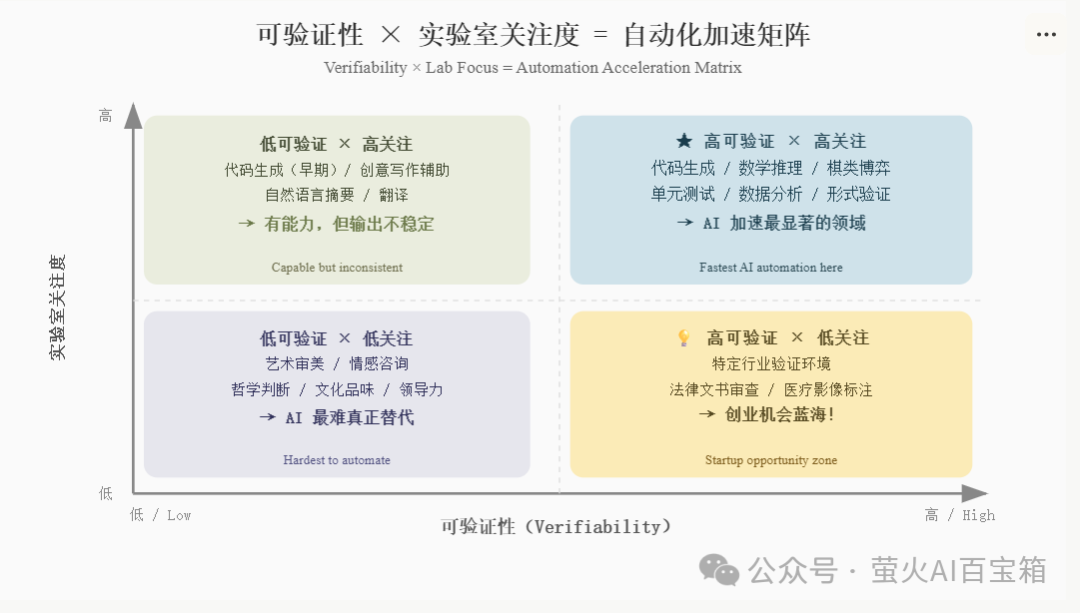 可验证性 × 实验室关注度 = 自动化加速矩阵
Verifiability × Lab Focus = Automation Acceleration Matrix
高
低可验证 × 高关注
代码生成（早期）/ 创意写作辅助
自然语言摘要 / 翻译
→ 有能力，但输出不稳定
Capable but inconsistent
★ 高可验证 × 高关注
代码生成 / 数学推理 / 棋类博弈
单元测试 / 数据分析 / 形式验证
→ AI 加速最显著的领域
Fastest AI automation here
实验室关注度
低可验证 × 低关注
艺术审美 / 情感咨询
哲学判断 / 文化品味 / 领导力
→ AI 最难真正替代
Hardest to automate
💡 高可验证 × 低关注
特定行业验证环境
法律文书审查 / 医疗影像标注
→ 创业机会蓝海!
Startup opportunity zone
低
低 / Low
可验证性（Verifiability）
高 / High
公众号 · 萤火AI百宝箱